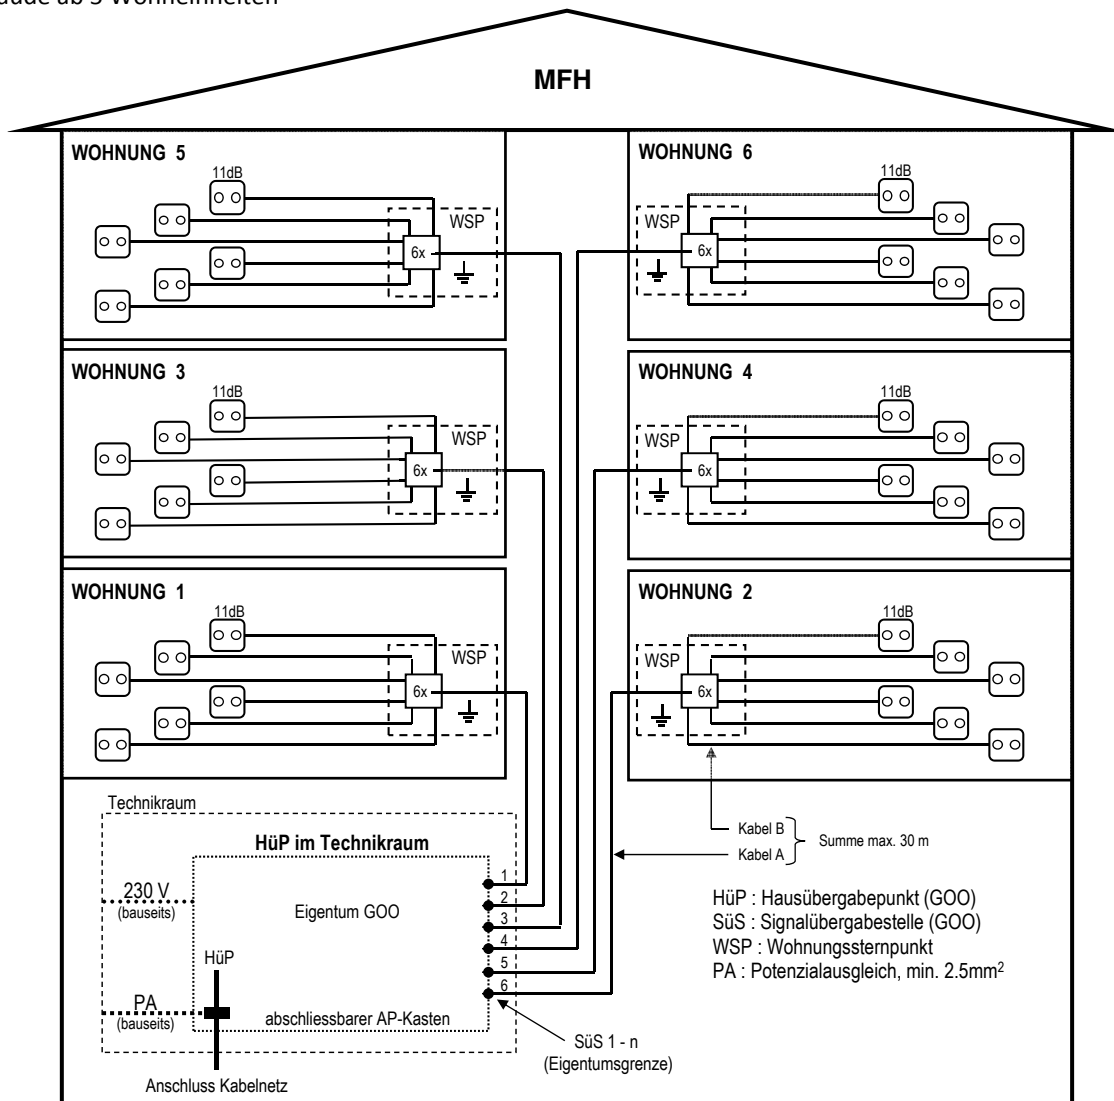 ab 3 Wohneinheiten
MFH
WOHNUNG 5
11dB
WSP
6x
WOHNUNG 6
11dB
WSP
6x
WOHNUNG 3
11dB
WSP
6x
WOHNUNG 4
11dB
WSP
6x
WOHNUNG 1
11dB
WSP
6x
WOHNUNG 2
11dB
WSP
6x
Technikraum
HüP im Technikraum
230 V
(bauseits)
Eigentum GOO
HüP
PA
(bauseits)
abschliessbarer AP-Kasten
1
2
3
4
5
6
SüS 1 - n
(Eigentumsgrenze)
Anschluss Kabelnetz
Kabel B
Kabel A
Summe max. 30 m
HüP : Hausübergabepunkt (GOO)
SüS : Signalübergabestelle (GOO)
WSP : Wohnungssternpunkt
PA : Potenzialausgleich, min. 2.5mm²